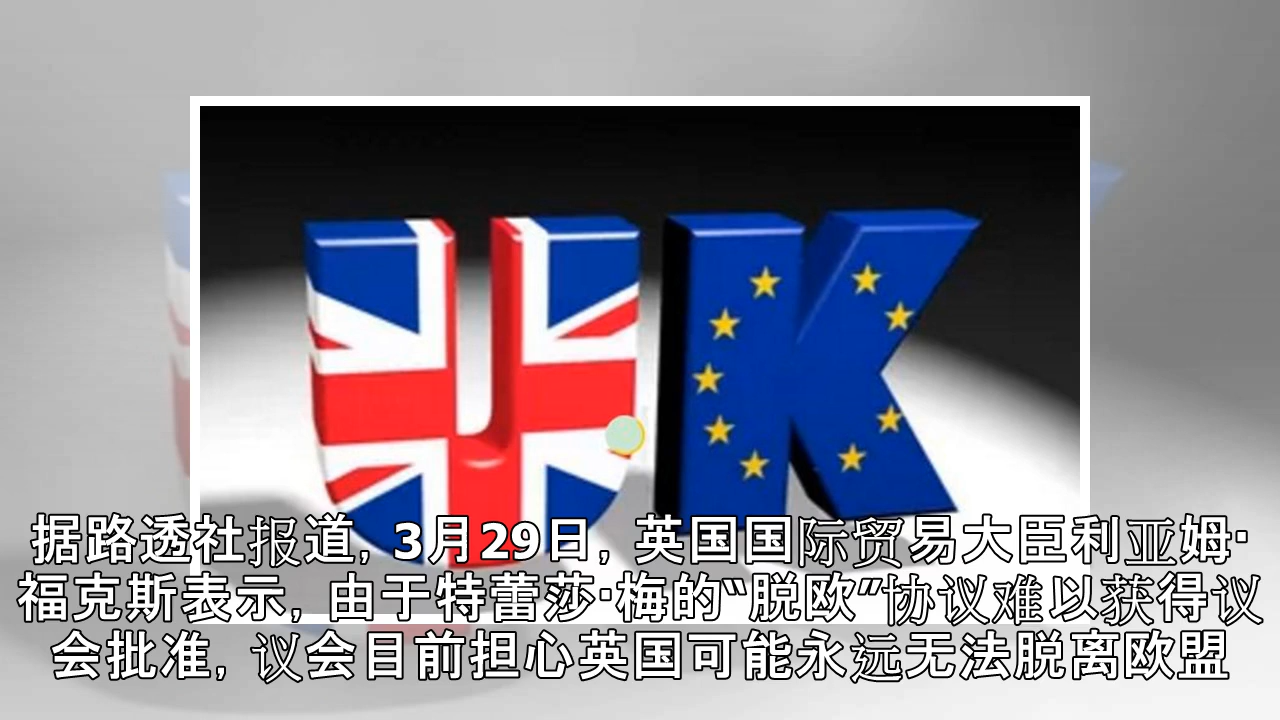 UK
据路透社报道, 3月29日, 英国国际贸易大臣利亚姆·
福克斯表示, 由于特蕾莎·梅的“脱欧”协议难以获得议
会批准, 议会目前担心英国可能永远无法脱离欧盟